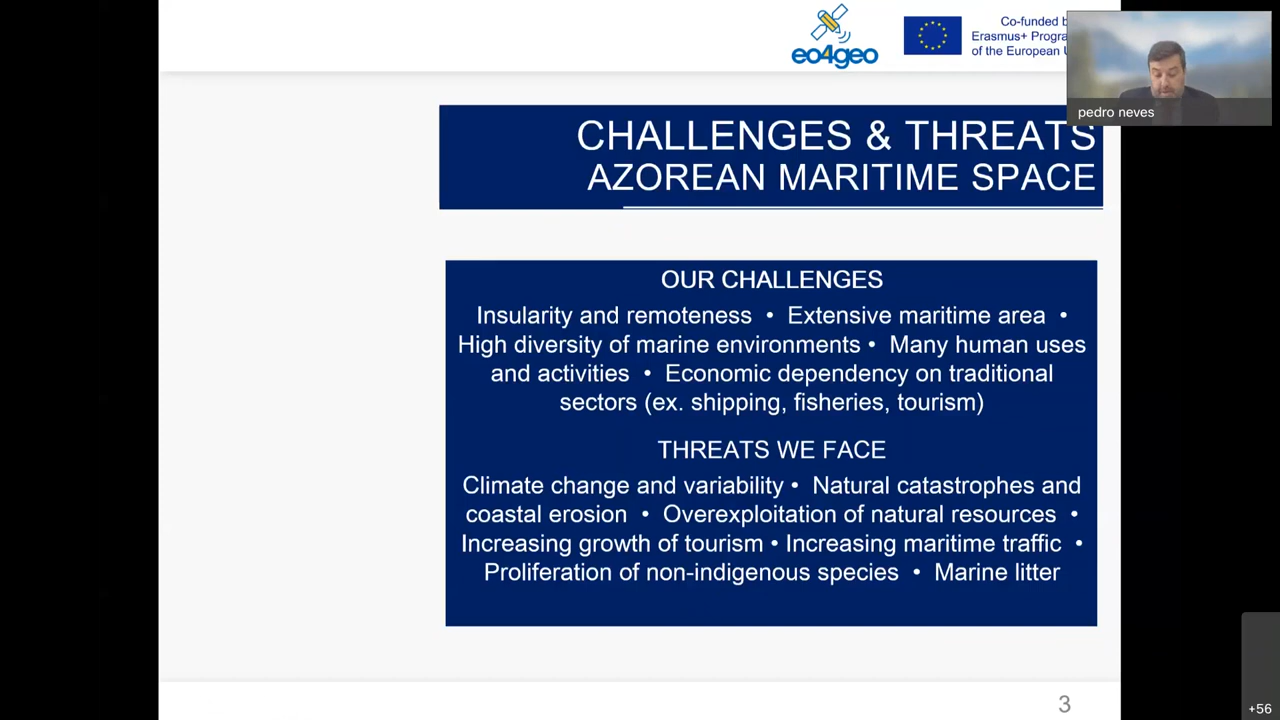 eo4geo
Co-funded b
Erasmus+ Progra
of the European U
pedro neves
CHALLENGES & THREATS
AZOREAN MARITIME SPACE
OUR CHALLENGES
Insularity and remoteness • Extensive maritime area •
High diversity of marine environments • Many human uses
and activities • Economic dependency on traditional
sectors (ex. shipping, fisheries, tourism)
THREATS WE FACE
Climate change and variability • Natural catastrophes and
coastal erosion • Overexploitation of natural resources •
Increasing growth of tourism • Increasing maritime traffic •
Proliferation of non-indigenous species • Marine litter
3
+56